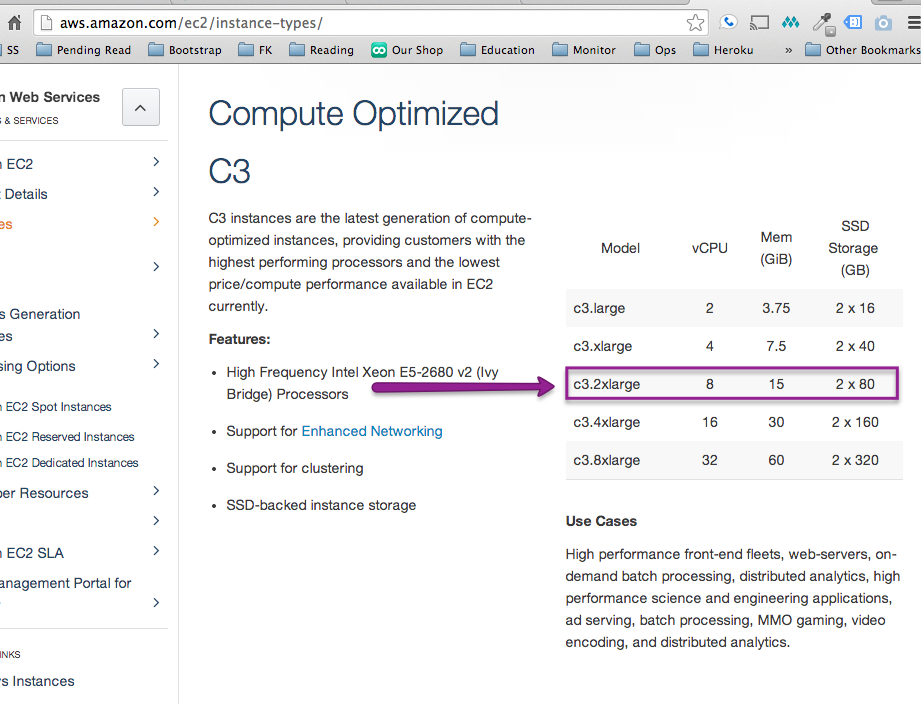 aws.amazon.com/ec2/instance-types/
SS Pending Read Bootstrap FK Reading Our Shop Education Monitor Ops Heroku » Other Bookmarks
n Web Services
S & SERVICES
n EC2
t Details
es
s Generation
es
sing Options
n EC2 Spot Instances
n EC2 Reserved Instances
n EC2 Dedicated Instances
per Resources
n EC2 SLA
anagement Portal for
INKS
s Instances
Compute Optimized
C3
C3 instances are the latest generation of compute-
optimized instances, providing customers with the
highest performing processors and the lowest
price/compute performance available in EC2
currently.
Features:
• High Frequency Intel Xeon E5-2680 v2 (Ivy
Bridge) Processors
• Support for Enhanced Networking
• Support for clustering
• SSD-backed instance storage
Model vCPU Mem (GiB) SSD Storage (GB)
c3.large 2 3.75 2 x 16
c3.xlarge 4 7.5 2 x 40
c3.2xlarge 8 15 2 x 80
c3.4xlarge 16 30 2 x 160
c3.8xlarge 32 60 2 x 320
Use Cases
High performance front-end fleets, web-servers, on-
demand batch processing, distributed analytics, high
performance science and engineering applications,
ad serving, batch processing, MMO gaming, video
encoding, and distributed analytics.